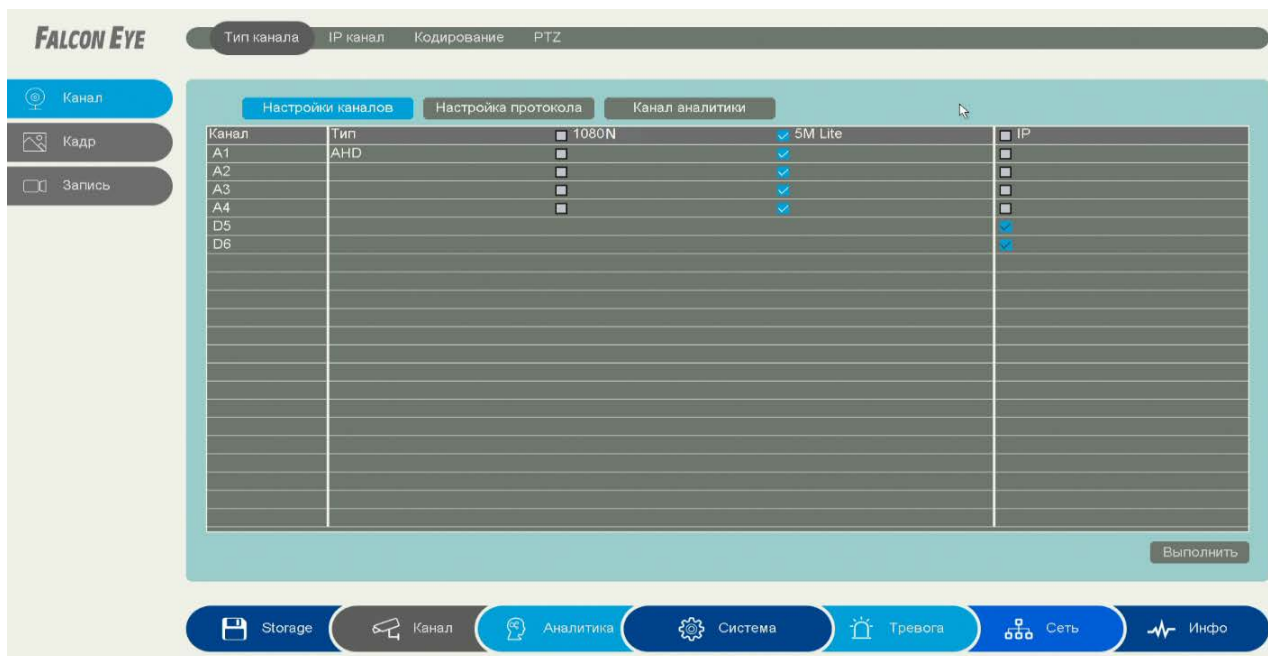 FALCON EYE
Тип канала IP канал Кодирование PTZ
Канал
Кадр
Запись
Настройки каналов Настройка протокола Канал аналитики
Канал Тип 1080N 5M Lite IP
A1 AHD
A2
A3
A4
D5
D6
Выполнить
Storage Канал Аналитика Система Тревога Сеть Инфо